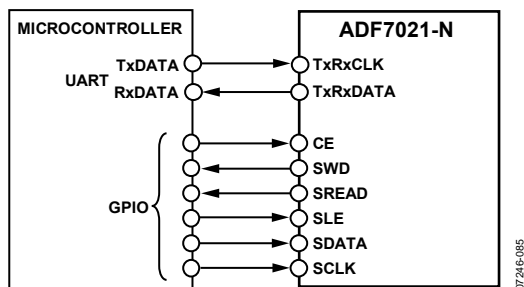 MICROCONTROLLER
ADF7021-N
TxDATA
TxRxCLK
UART
RxDATA
TxRxDATA
CE
SWD
SREAD
GPIO
SLE
SDATA
SCLK
07246-085